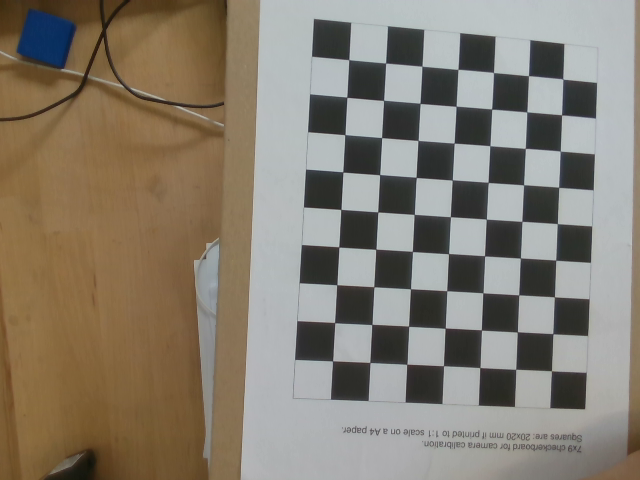 7x9 checkerboard for camera calibration.
Squares are: 20x20 mm if printed to 1:1 scale on a A4 paper.